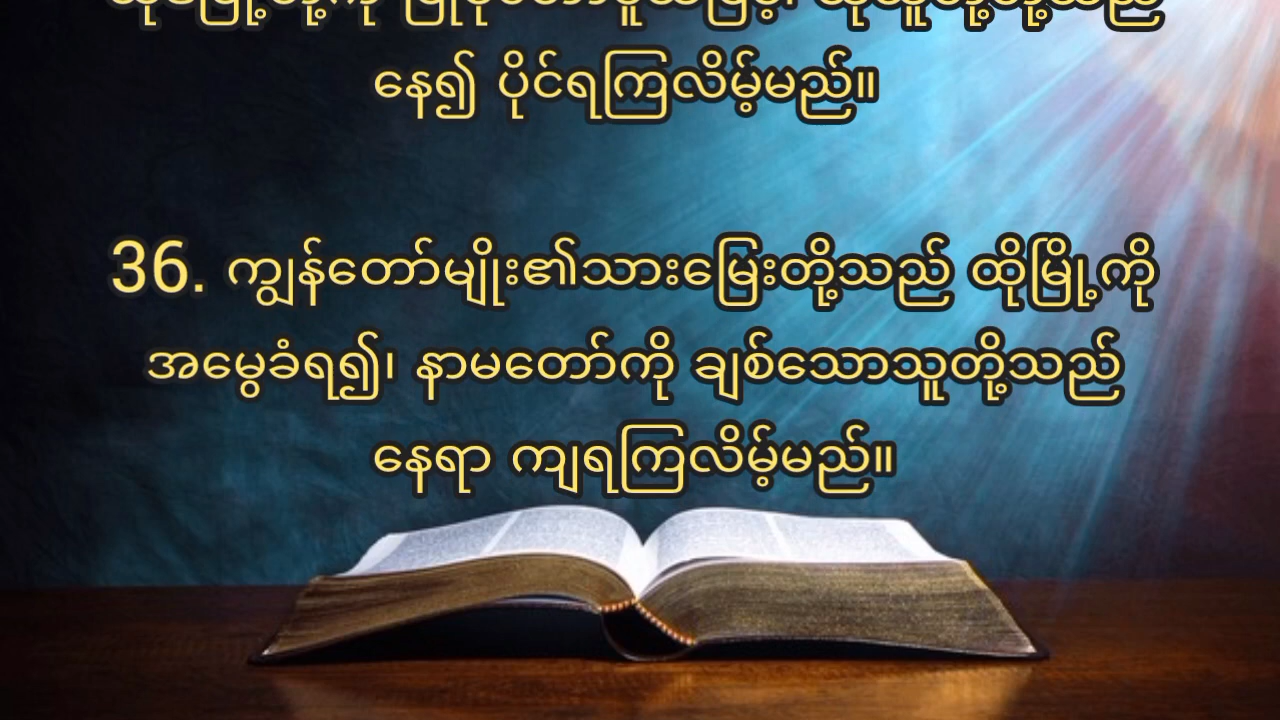 နေ၍ ပိုင်ရကြလိမ့်မည်။
36. ကျွန်တော်မျိုး၏သားမြေးတို့သည် ထိုမြို့ကို
အမွေခံရ၍၊ နာမတော်ကို ချစ်သောသူတို့သည်
နေရာ ကျရကြလိမ့်မည်။